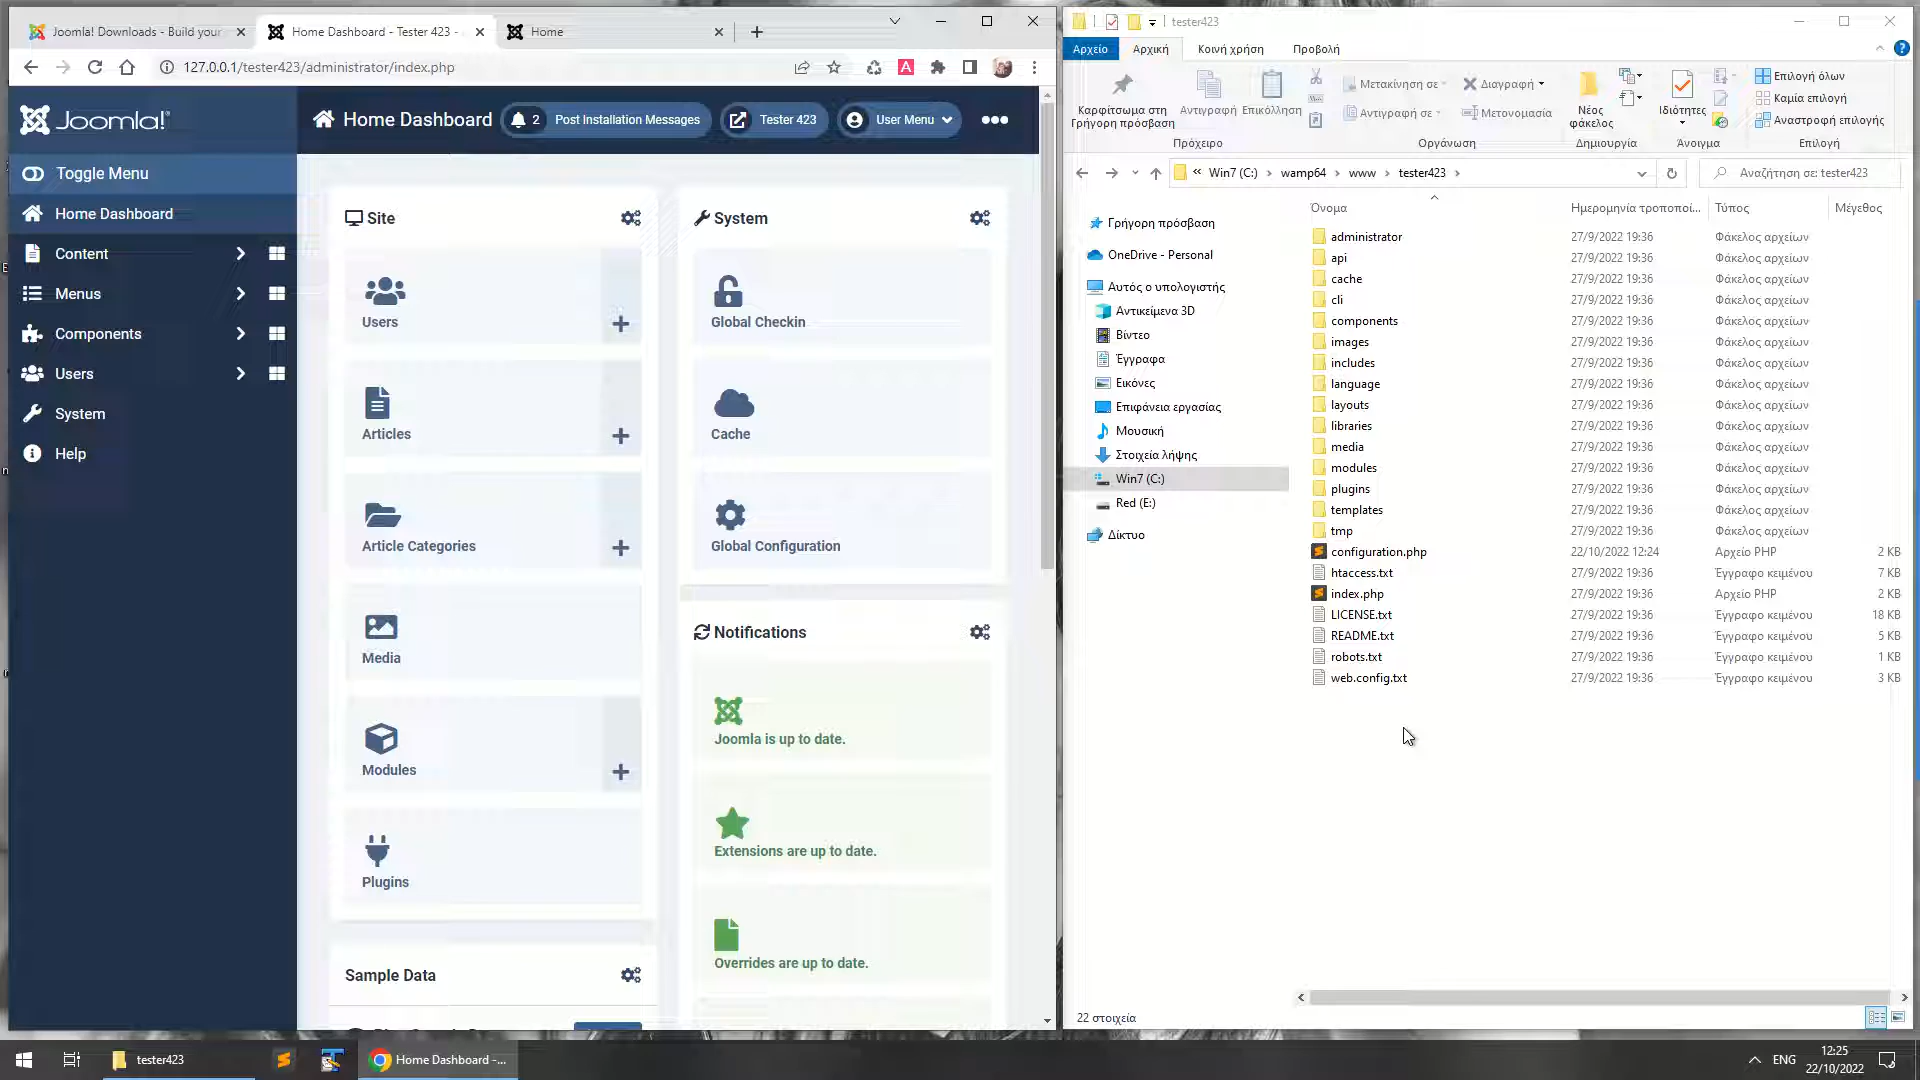 Joomla! Downloads - Build your
Home Dashboard - Tester 423 -
Home
127.0.0.1/tester423/administrator/index.php
Joomla!
Toggle Menu
Home Dashboard
Content
Menus
Components
Users
System
Help
Home Dashboard
2 Post Installation Messages
Tester 423
User Menu
Site
Users
Articles
Article Categories
Media
Modules
Plugins
Sample Data
System
Global Checkin
Cache
Global Configuration
Notifications
Joomla is up to date.
Extensions are up to date.
Overrides are up to date.
tester423
Αρχείο
Αρχική
Κοινή χρήση
Προβολή
Καρφίτσωμα στη
Γρήγορη πρόσβαση
Αντιγραφή
Επικόλληση
Πρόχειρο
Μετακίνηση σε
Αντιγραφή σε
Διαγραφή
Μετονομασία
Οργάνωση
Νέος
φάκελος
Δημιουργία
Ιδιότητες
Άνοιγμα
Επιλογή όλων
Καμία επιλογή
Αναστροφή επιλογής
Επιλογή
« Win7 (C:) › wamp64 › www › tester423 ›
Αναζήτηση σε: tester423
Γρήγορη πρόσβαση
OneDrive - Personal
Αυτός ο υπολογιστής
Αντικείμενα 3D
Βίντεο
Έγγραφα
Εικόνες
Επιφάνεια εργασίας
Μουσική
Στοιχεία λήψης
Win7 (C:)
Red (E:)
Δίκτυο
Όνομα Ημερομηνία τροποποί... Τύπος Μέγεθος
administrator 27/9/2022 19:36 Φάκελος αρχείων
api 27/9/2022 19:36 Φάκελος αρχείων
cache 27/9/2022 19:36 Φάκελος αρχείων
cli 27/9/2022 19:36 Φάκελος αρχείων
components 27/9/2022 19:36 Φάκελος αρχείων
images 27/9/2022 19:36 Φάκελος αρχείων
includes 27/9/2022 19:36 Φάκελος αρχείων
language 27/9/2022 19:36 Φάκελος αρχείων
layouts 27/9/2022 19:36 Φάκελος αρχείων
libraries 27/9/2022 19:36 Φάκελος αρχείων
media 27/9/2022 19:36 Φάκελος αρχείων
modules 27/9/2022 19:36 Φάκελος αρχείων
plugins 27/9/2022 19:36 Φάκελος αρχείων
templates 27/9/2022 19:36 Φάκελος αρχείων
tmp 27/9/2022 19:36 Φάκελος αρχείων
configuration.php 22/10/2022 12:24 Αρχείο PHP 2 KB
htaccess.txt 27/9/2022 19:36 Έγγραφο κειμένου 7 KB
index.php 27/9/2022 19:36 Αρχείο PHP 2 KB
LICENSE.txt 27/9/2022 19:36 Έγγραφο κειμένου 18 KB
README.txt 27/9/2022 19:36 Έγγραφο κειμένου 5 KB
robots.txt 27/9/2022 19:36 Έγγραφο κειμένου 1 KB
web.config.txt 27/9/2022 19:36 Έγγραφο κειμένου 3 KB
22 στοιχεία
tester423
Home Dashboard -...
ENG
12:25
22/10/2022